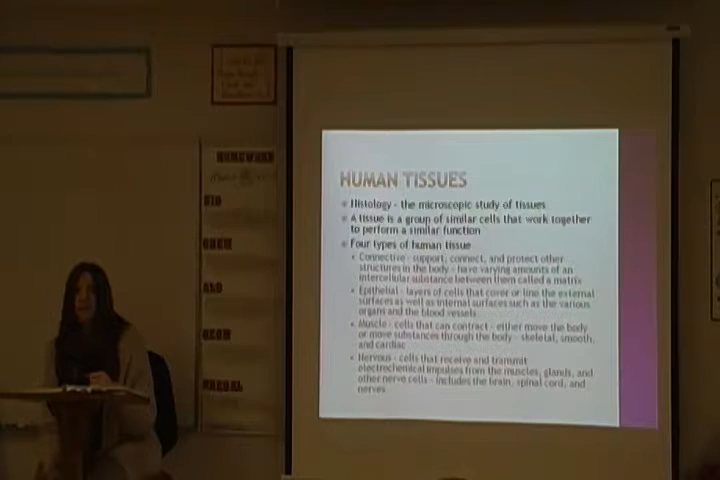 HOMEWORK
BIO
CHEM
ALG
GEOM
HUMAN TISSUES
Histology - the microscopic study of tissues
A tissue is a group of similar cells that work together
to perform a similar function
Four types of human tissue
Connective - support, connect, and protect other
structures in the body - have varying amounts of an
intercellular substance between them called a matrix
Epithelial - layers of cells that cover or line the external
surfaces as well as internal surfaces such as the various
organs and the blood vessels
Muscle - cells that can contract - either move the body
or move substances through the body - skeletal, smooth,
and cardiac
Nervous - cells that receive and transmit
electrochemical impulses from the muscles, glands, and
other nerve cells - includes the brain, spinal cord, and
nerves